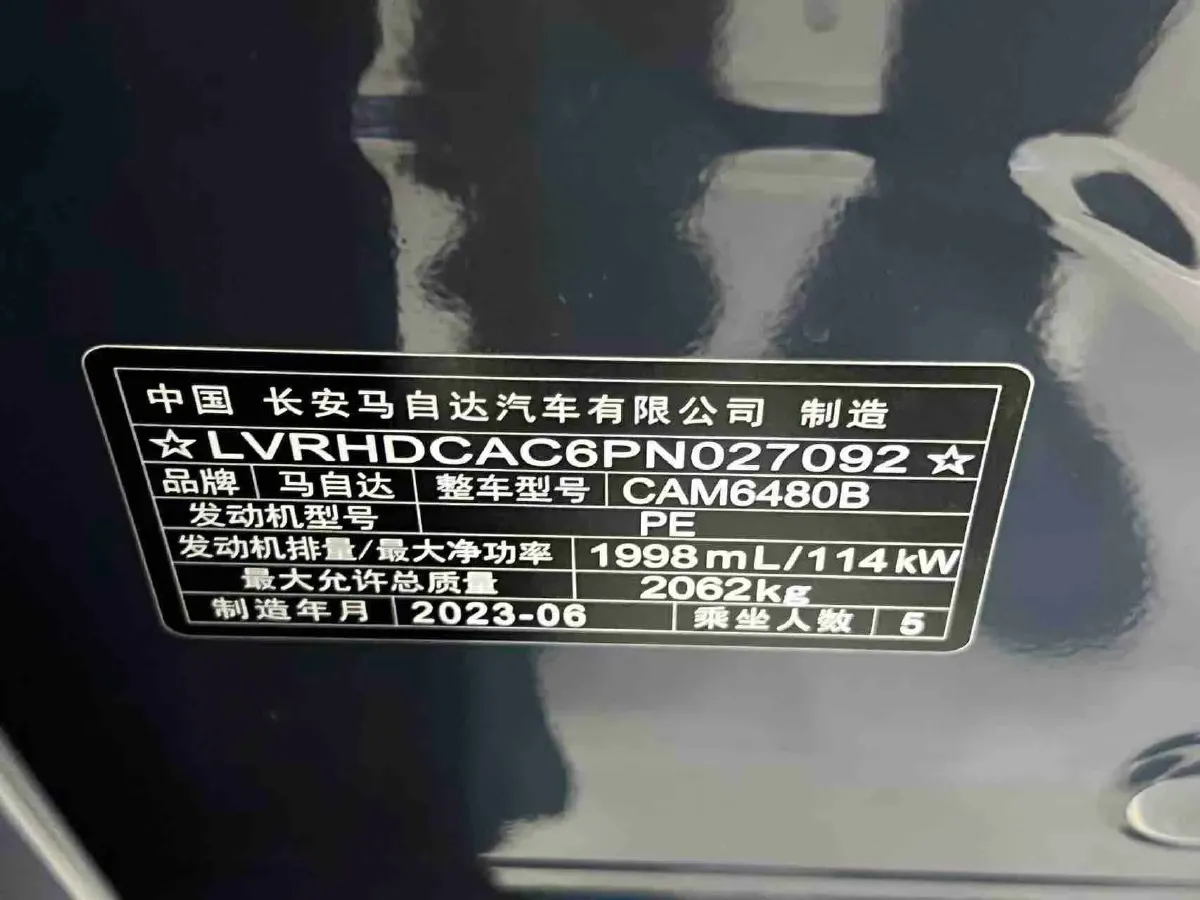 中国 长安马自达汽车有限公司 制造
☆LVRHDCAC6PN027092☆
品牌 马自达 整车型号 CAM6480B
发动机型号 PE
发动机排量/最大净功率 1998mL/114kW
最大允许总质量 2062kg
制造年月 2023-06 乘坐人数 5